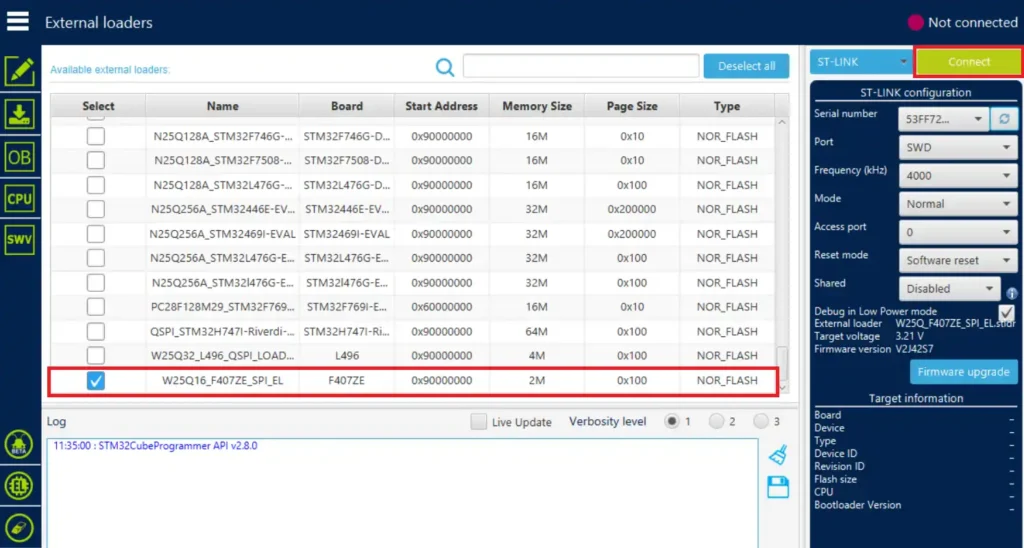 External loaders
Not connected
OB
CPU
SWV
BETA
Available external loaders:
Deselect all
Select Name Board Start Address Memory Size Page Size Type
N25Q128A_STM32F746G-... STM32F746G-D... 0x90000000 16M 0x10 NOR_FLASH
N25Q128A_STM32F7508-... STM32F7508-D... 0x90000000 16M 0x10 NOR_FLASH
N25Q128A_STM32L476G-... STM32L476G-D... 0x90000000 16M 0x100 NOR_FLASH
N25Q256A_STM32446E-EV... STM32446E-EV... 0x90000000 32M 0x200000 NOR_FLASH
N25Q256A_STM32469I-EVAL STM32469I-EVAL 0x90000000 32M 0x200000 NOR_FLASH
N25Q256A_STM32L476G-E... STM32L476G-E... 0x90000000 32M 0x100 NOR_FLASH
N25Q256A_STM32l476G-E... STM32l476G-E... 0x90000000 32M 0x100 NOR_FLASH
PC28F128M29_STM32F769... STM32F769I-E... 0x60000000 16M 0x10 NOR_FLASH
QSPI_STM32H747I-Riverdi-... STM32H747I-Ri... 0x90000000 64M 0x100 NOR_FLASH
W25Q32_L496_QSPI_LOAD... L496 0x90000000 4M 0x100 NOR_FLASH
W25Q16_F407ZE_SPI_EL F407ZE 0x90000000 2M 0x100 NOR_FLASH
Log
Live Update Verbosity level 1 2 3
11:35:00 : STM32CubeProgrammer API v2.8.0
ST-LINK Connect
ST-LINK configuration
Serial number 53FF72...
Port SWD
Frequency (kHz) 4000
Mode Normal
Access port 0
Reset mode Software reset
Shared Disabled
Debug in Low Power mode
External loader W25Q_F407ZE_SPI_EL.stldr
Target voltage 3.21 V
Firmware version V2J42S7
Firmware upgrade
Target information
Board _
Device _
Type _
Device ID _
Revision ID _
Flash size _
CPU _
Bootloader Version _